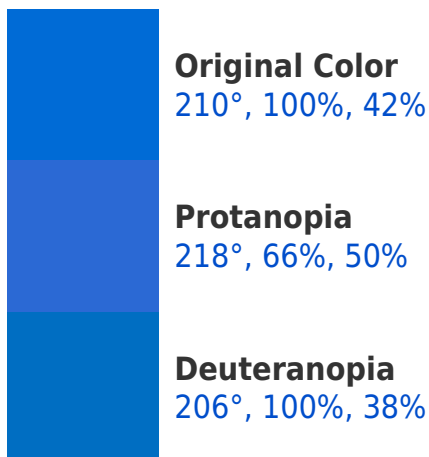 Original Color
210°, 100%, 42%
Protanopia
218°, 66%, 50%
Deuteranopia
206°, 100%, 38%